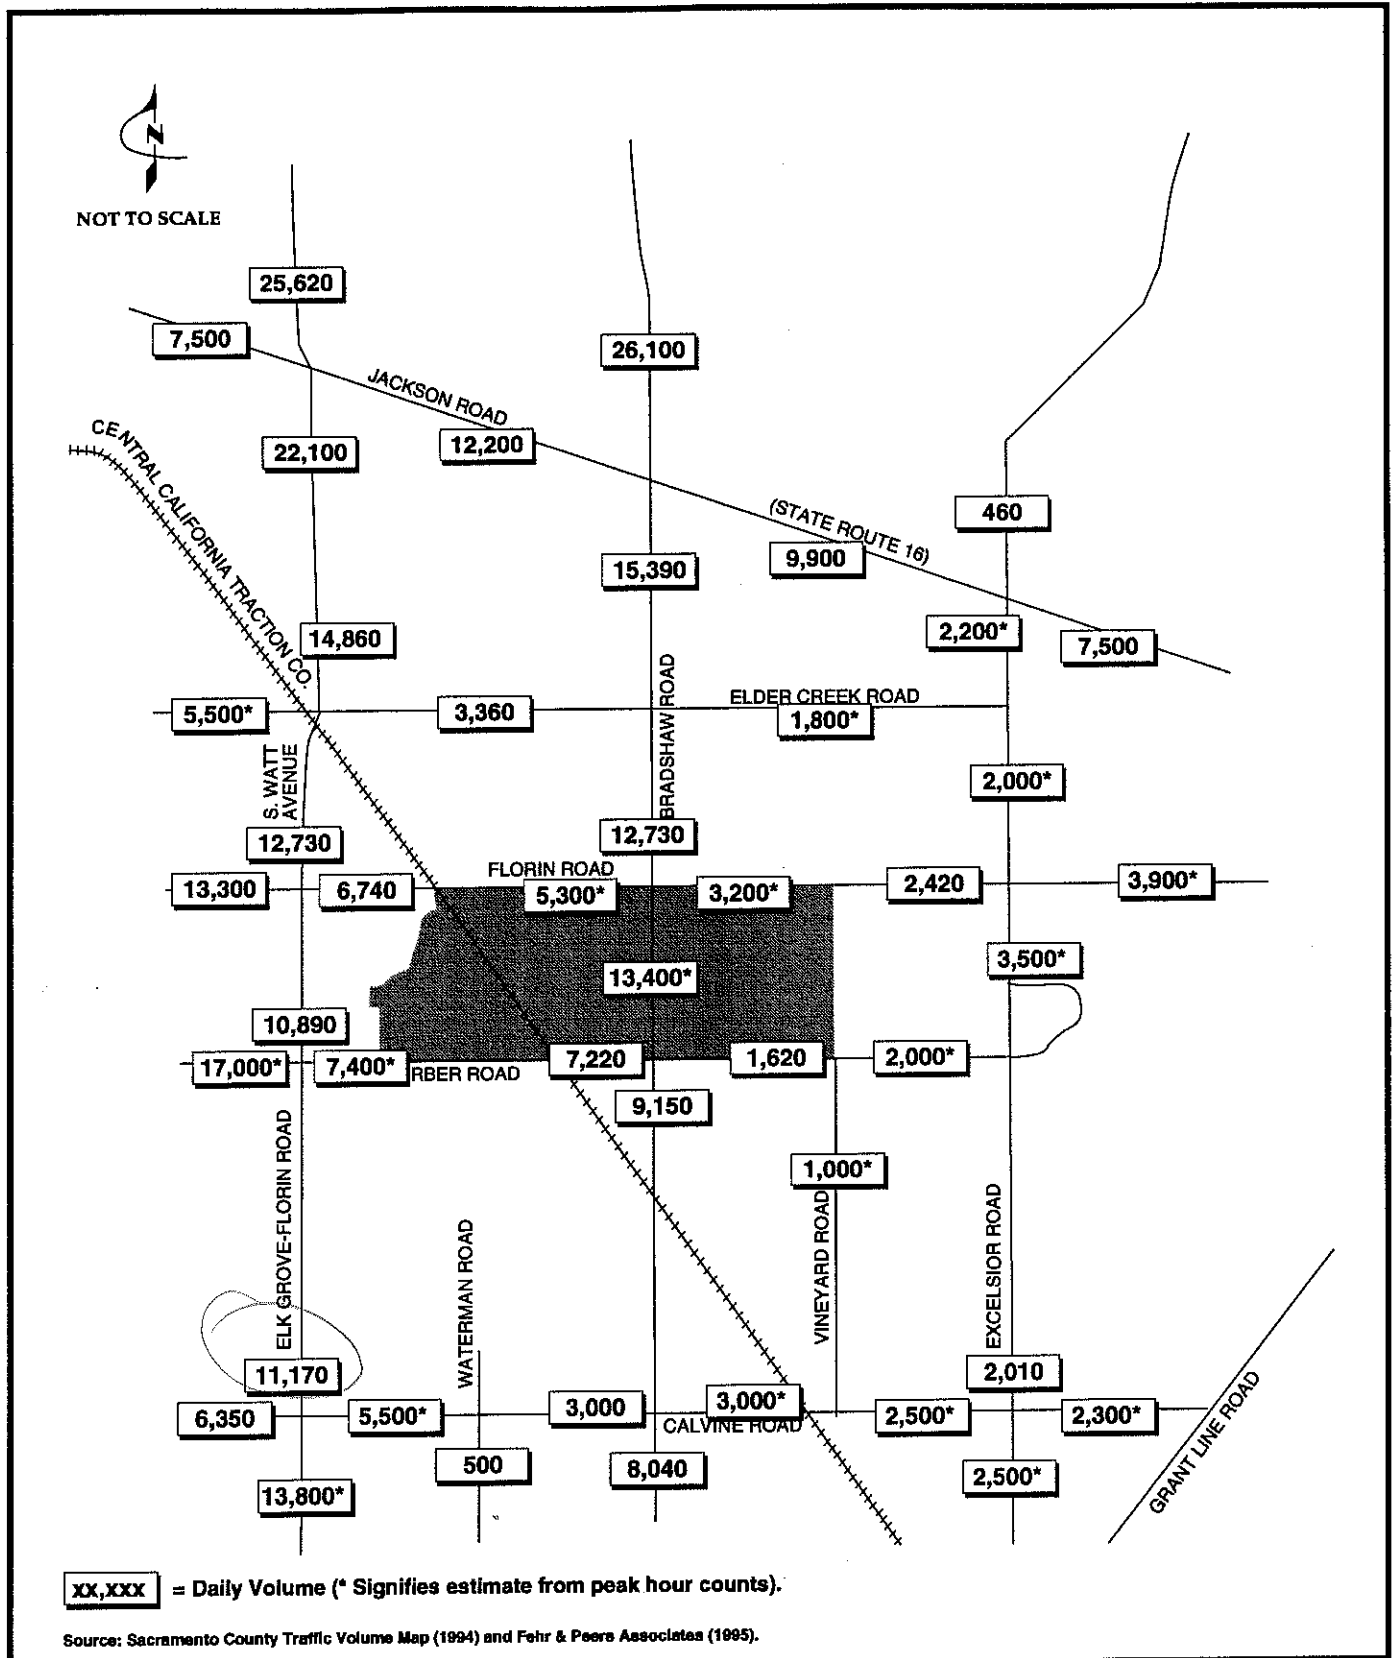 N
NOT TO SCALE
25,620
7,500
26,100
JACKSON ROAD
12,200
CENTRAL CALIFORNIA TRACTION CO.
22,100
460
(STATE ROUTE 16)
9,900
15,390
14,860
2,200*
7,500
5,500*
3,360
ELDER CREEK ROAD
1,800*
S. WATT
AVENUE
BRADSHAW ROAD
2,000*
12,730
12,730
FLORIN ROAD
13,300
6,740
5,300*
3,200*
2,420
3,900*
13,400*
3,500*
10,890
17,000*
7,400*
RBER ROAD
7,220
1,620
2,000*
9,150
1,000*
ELK GROVE-FLORIN ROAD
WATERMAN ROAD
VINEYARD ROAD
EXCELSIOR ROAD
11,170
2,010
6,350
5,500*
3,000
3,000*
CALVINE ROAD
2,500*
2,300*
GRANT LINE ROAD
500
8,040
2,500*
13,800*
xx,xxx = Daily Volume (* Signifies estimate from peak hour counts).
Source: Sacramento County Traffic Volume Map (1994) and Fehr & Peers Associates (1995).